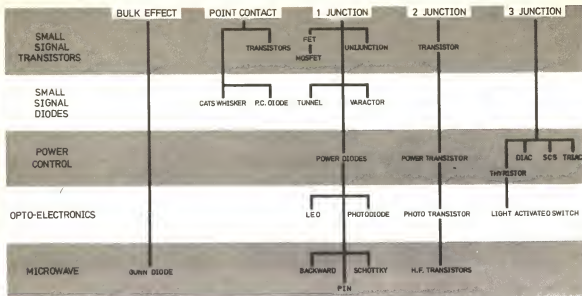 BULK EFFECT POINT CONTACT 1 JUNCTION 2 JUNCTION 3 JUNCTION
SMALL
SIGNAL
TRANSISTORS
TRANSISTORS
FET
MOSFET
UNIJUNCTION
TRANSISTOR
SMALL
SIGNAL
DIODES
CATS WHISKER P.C. DIODE TUNNEL VARACTOR
POWER
CONTROL
POWER DIODES POWER TRANSISTOR
DIAC SCS TRIAC
THYRISTOR
OPTO-ELECTRONICS
LED PHOTODIODE PHOTO TRANSISTOR LIGHT ACTIVATED SWITCH
MICROWAVE
GUNN DIODE BACKWARD SCHOTTKY H.F. TRANSISTORS
PIN